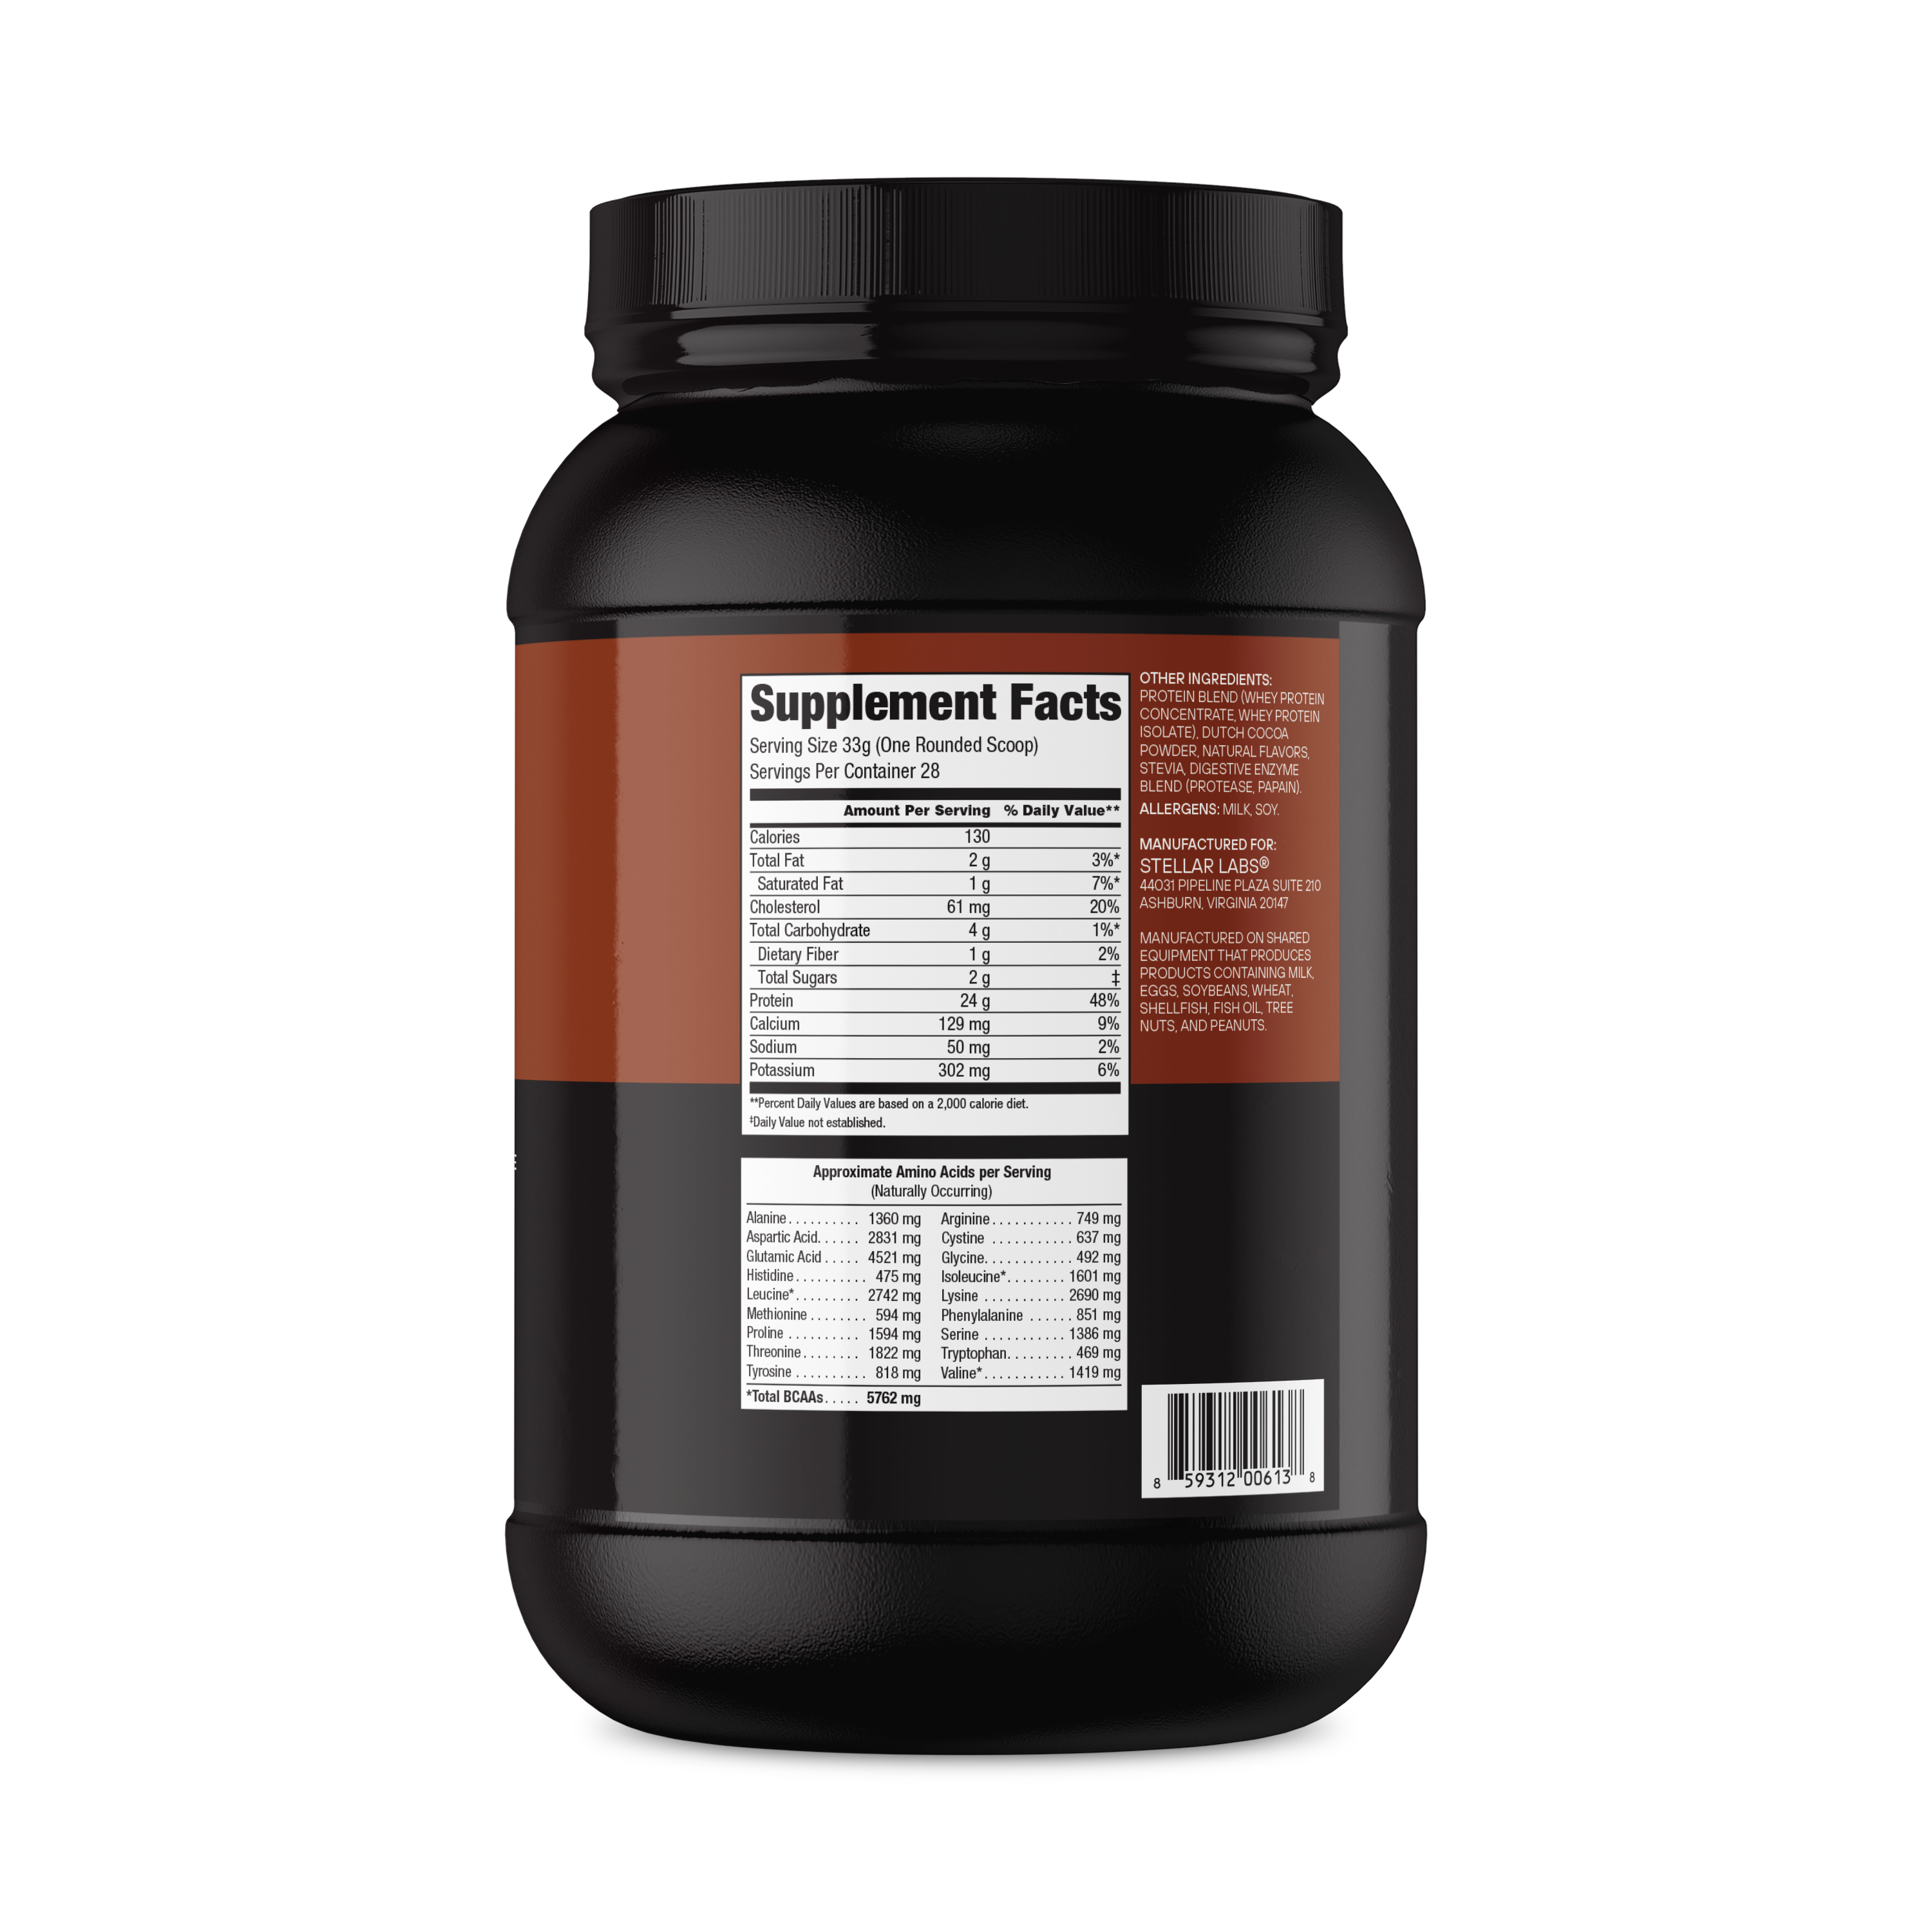 Supplement Facts
Serving Size 33g (One Rounded Scoop)
Servings Per Container 28
Amount Per Serving % Daily Value**
Calories 130
Total Fat 2 g 3%*
Saturated Fat 1 g 7%*
Cholesterol 61 mg 20%
Total Carbohydrate 4 g 1%*
Dietary Fiber 1 g 2%
Total Sugars 2 g ‡
Protein 24 g 48%
Calcium 129 mg 9%
Sodium 50 mg 2%
Potassium 302 mg 6%
**Percent Daily Values are based on a 2,000 calorie diet.
‡Daily Value not established.
Approximate Amino Acids per Serving
(Naturally Occurring)
Alanine . . . . . . . . . . 1360 mg Arginine . . . . . . . . . . . 749 mg
Aspartic Acid. . . . . . 2831 mg Cystine . . . . . . . . . . . 637 mg
Glutamic Acid . . . . . 4521 mg Glycine. . . . . . . . . . . . 492 mg
Histidine . . . . . . . . . . 475 mg Isoleucine*. . . . . . . . 1601 mg
Leucine*. . . . . . . . . 2742 mg Lysine . . . . . . . . . . . 2690 mg
Methionine . . . . . . . . 594 mg Phenylalanine . . . . . . 851 mg
Proline . . . . . . . . . . 1594 mg Serine . . . . . . . . . . . 1386 mg
Threonine . . . . . . . . 1822 mg Tryptophan. . . . . . . . . 469 mg
Tyrosine . . . . . . . . . . 818 mg Valine*. . . . . . . . . . . 1419 mg
*Total BCAAs. . . . . 5762 mg
OTHER INGREDIENTS:
PROTEIN BLEND (WHEY PROTEIN
CONCENTRATE, WHEY PROTEIN
ISOLATE), DUTCH COCOA
POWDER, NATURAL FLAVORS,
STEVIA, DIGESTIVE ENZYME
BLEND (PROTEASE, PAPAIN).
ALLERGENS: MILK, SOY.
MANUFACTURED FOR:
STELLAR LABS®
44031 PIPELINE PLAZA SUITE 210
ASHBURN, VIRGINIA 20147
MANUFACTURED ON SHARED
EQUIPMENT THAT PRODUCES
PRODUCTS CONTAINING MILK,
EGGS, SOYBEANS, WHEAT,
SHELLFISH, FISH OIL, TREE
NUTS, AND PEANUTS.
8 59312 00613 8